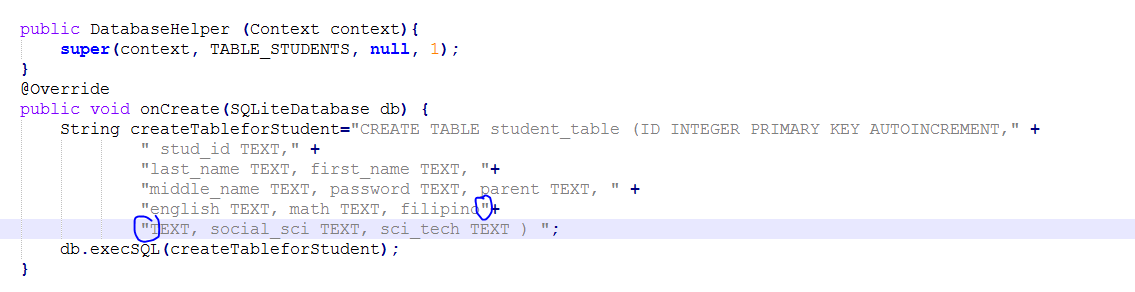 public DatabaseHelper (Context context){
super(context, TABLE_STUDENTS, null, 1);
}
@Override
public void onCreate(SQLiteDatabase db) {
String createTableforStudent="CREATE TABLE student_table (ID INTEGER PRIMARY KEY AUTOINCREMENT," +
" stud_id TEXT," +
"last_name TEXT, first_name TEXT, "+
"middle_name TEXT, password TEXT, parent TEXT, " +
"english TEXT, math TEXT, filipino"+
"TEXT, social_sci TEXT, sci_tech TEXT ) ";
db.execSQL(createTableforStudent);
}